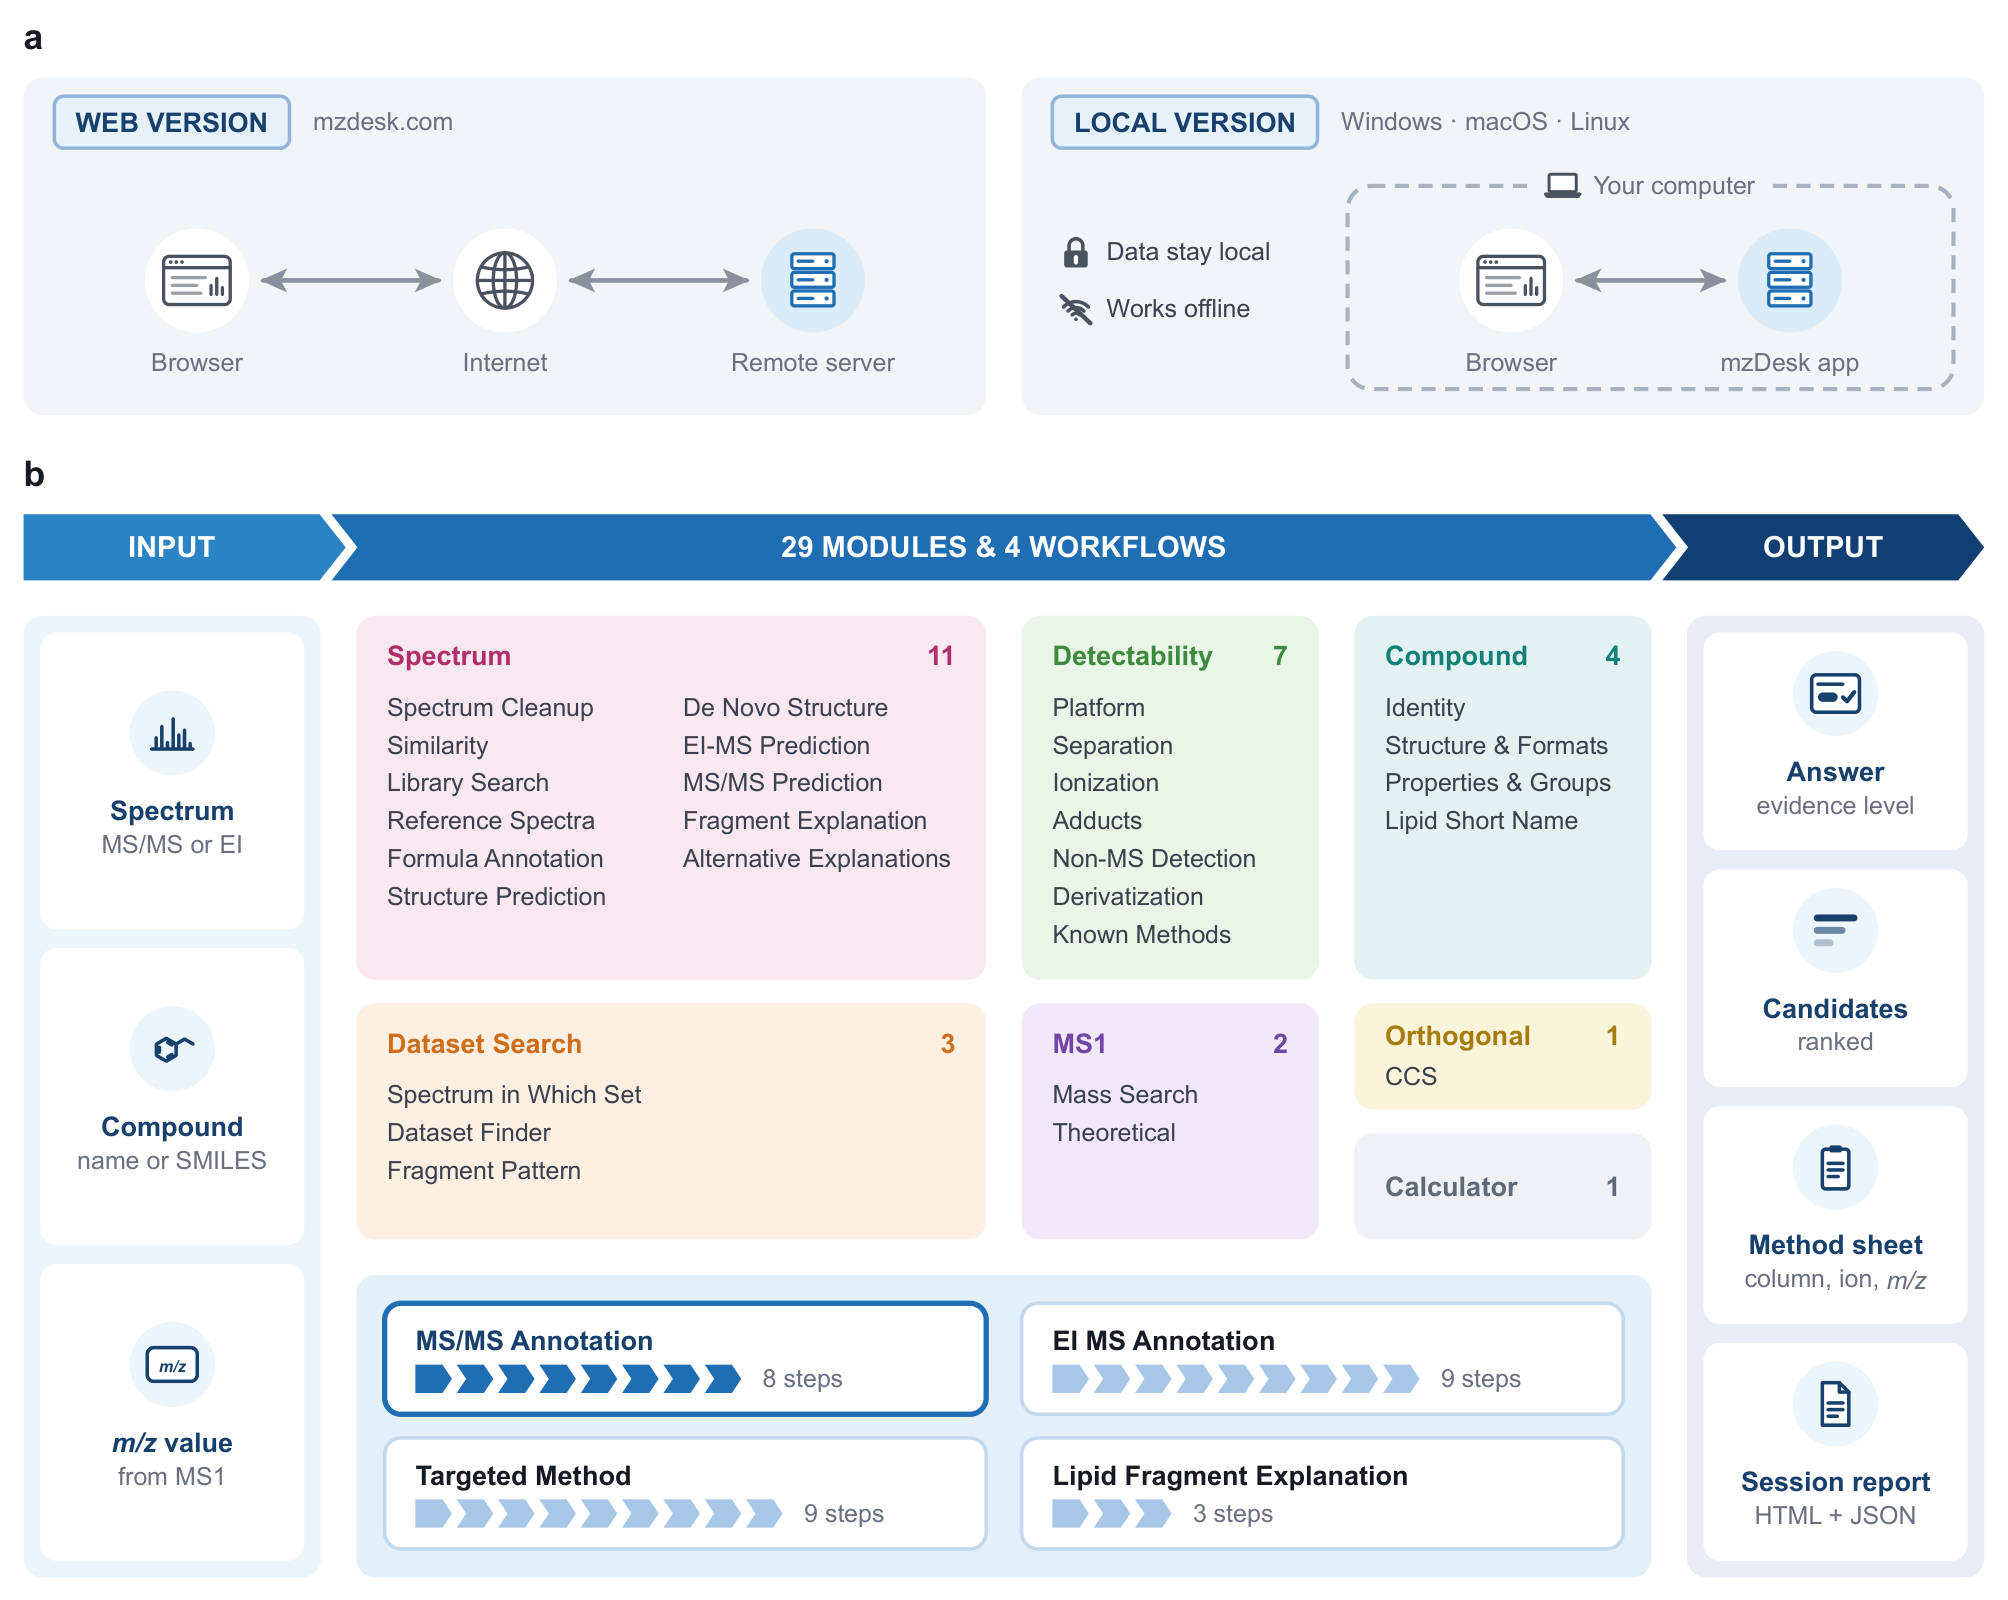 a
WEB VERSION mzdesk.com
Browser
Internet
Remote server
LOCAL VERSION Windows · macOS · Linux
Data stay local
Works offline
Your computer
Browser
mzDesk app
b
INPUT
29 MODULES & 4 WORKFLOWS
OUTPUT
Spectrum
MS/MS or EI
Compound
name or SMILES
m/z
m/z value
from MS1
Spectrum 11
Spectrum Cleanup
Similarity
Library Search
Reference Spectra
Formula Annotation
Structure Prediction
De Novo Structure
EI-MS Prediction
MS/MS Prediction
Fragment Explanation
Alternative Explanations
Detectability 7
Platform
Separation
Ionization
Adducts
Non-MS Detection
Derivatization
Known Methods
Compound 4
Identity
Structure & Formats
Properties & Groups
Lipid Short Name
Dataset Search 3
Spectrum in Which Set
Dataset Finder
Fragment Pattern
MS1 2
Mass Search
Theoretical
Orthogonal 1
CCS
Calculator 1
MS/MS Annotation
8 steps
EI MS Annotation
9 steps
Targeted Method
9 steps
Lipid Fragment Explanation
3 steps
Answer
evidence level
Candidates
ranked
Method sheet
column, ion, m/z
Session report
HTML + JSON